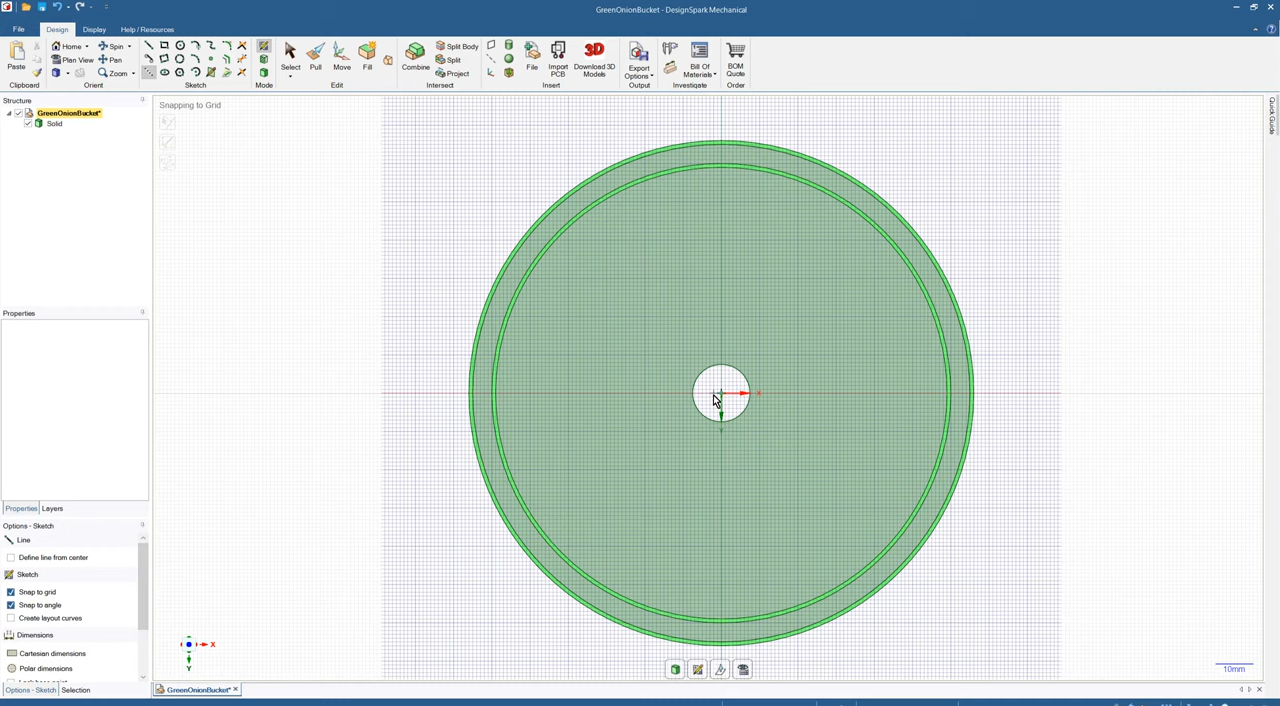 GreenOnionBucket* - DesignSpark Mechanical
File Design Display Help / Resources
Paste
Home
Plan View
Spin
Pan
Zoom
Select
Pull
Move
Fill
Combine
Split Body
Split
Project
File
Import PCB
Download 3D Models
Export Options
Bill Of Materials
BOM Quote
Clipboard Orient Sketch Mode Edit Intersect Insert Output Investigate Order
Structure
GreenOnionBucket*
Solid
Snapping to Grid
Quick Guide
X
Y
Properties
Properties Layers
Options - Sketch
Line
Define line from center
Sketch
Snap to grid
Snap to angle
Create layout curves
Dimensions
Cartesian dimensions
Polar dimensions
X
Y
10mm
Options - Sketch Selection
GreenOnionBucket*